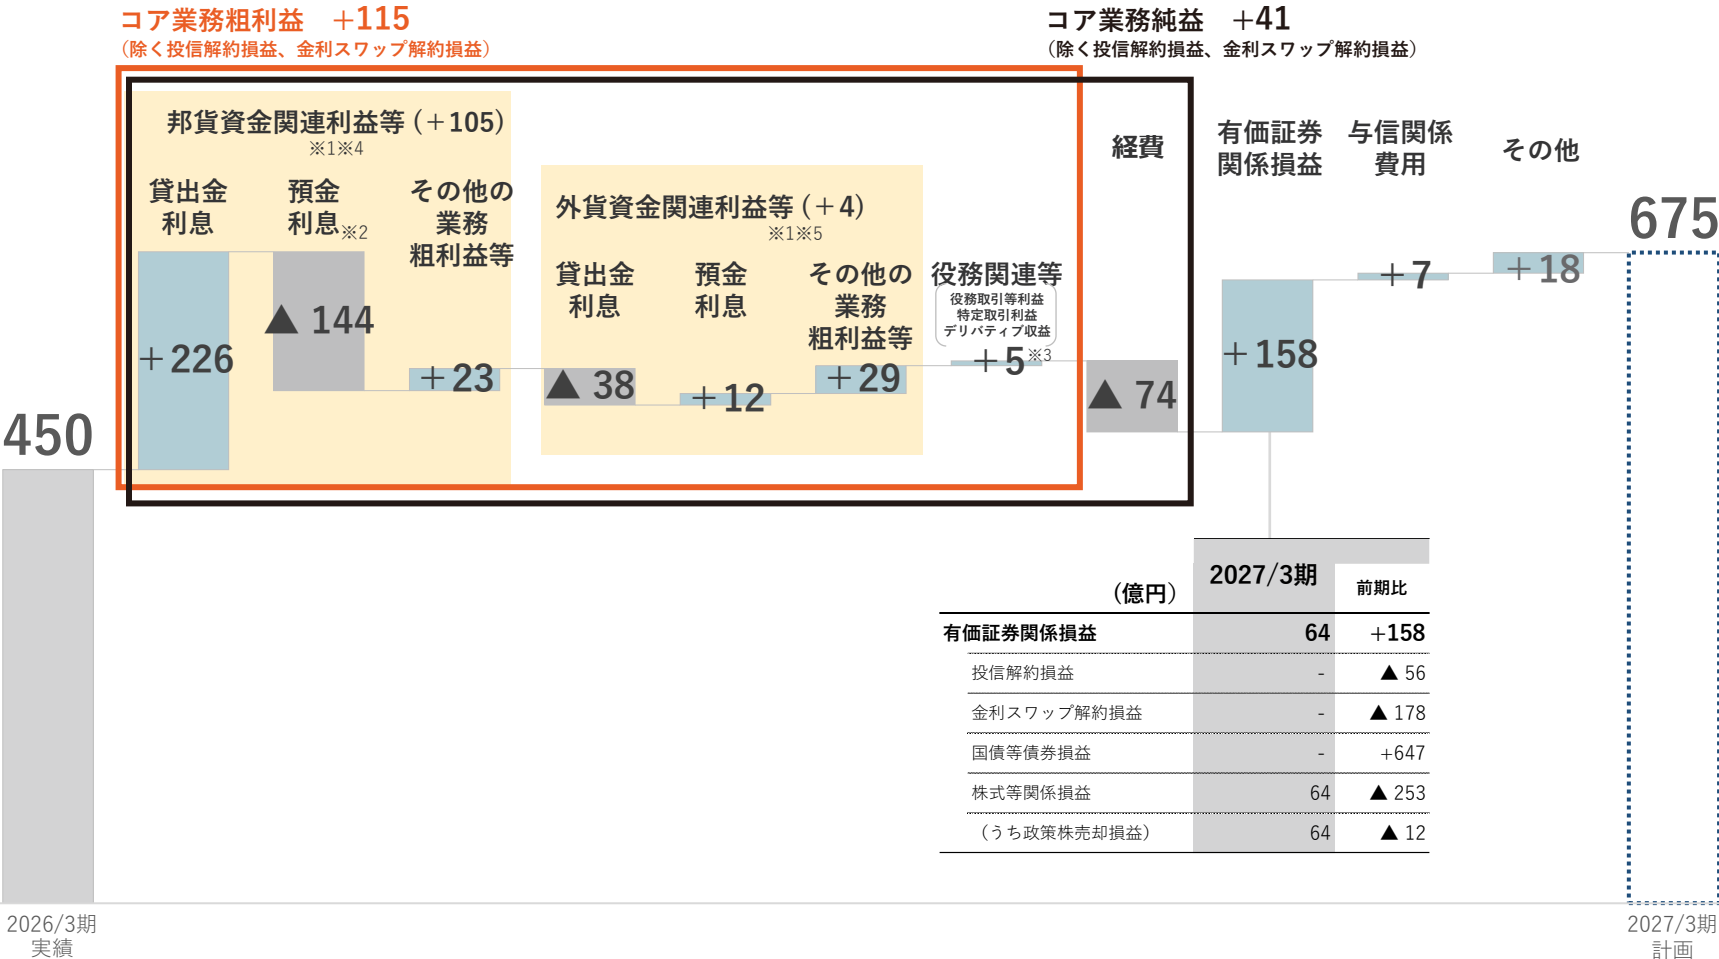 コア業務粗利益　+115
（除く投信解約損益、金利スワップ解約損益）
コア業務純益　+41
（除く投信解約損益、金利スワップ解約損益）
邦貨資金関連利益等（＋105）
※1※4
貸出金
利息
預金
利息※2
その他の
業務
粗利益等
外貨資金関連利益等（＋4）
※1※5
貸出金
利息
預金
利息
その他の
業務
粗利益等
役務関連等
役務取引等利益
特定取引利益
デリバティブ収益
経費
有価証券
関係損益
与信関係
費用
その他
450
＋226
▲ 144
＋23
▲ 38
＋12
＋29
＋5※3
▲ 74
＋158
＋7
＋18
675
（億円） 2027/3期 前期比
有価証券関係損益 64 +158
投信解約損益 - ▲ 56
金利スワップ解約損益 - ▲ 178
国債等債券損益 - +647
株式等関係損益 64 ▲ 253
（うち政策株売却損益） 64 ▲ 12
2026/3期
実績
2027/3期
計画